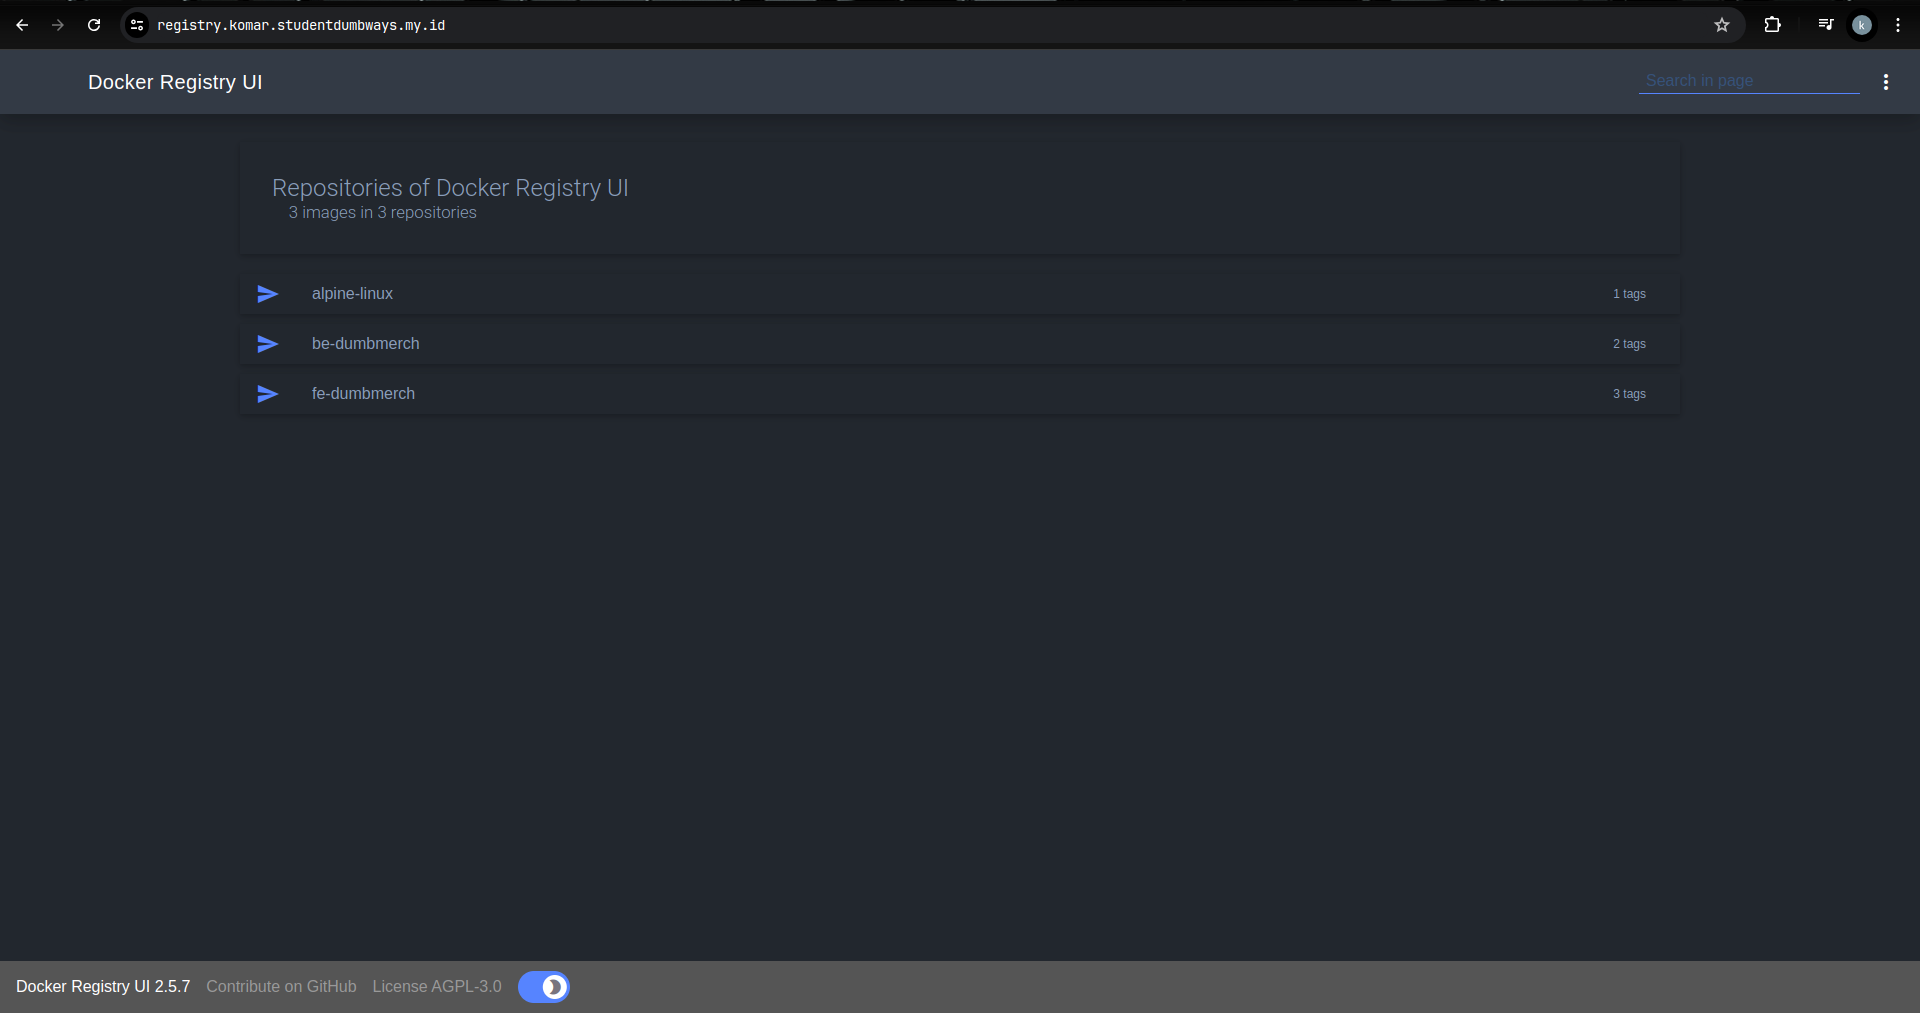 registry.komar.studentdumbways.my.id
k
Docker Registry UI
Search in page
Repositories of Docker Registry UI
3 images in 3 repositories
alpine-linux 1 tags
be-dumbmerch 2 tags
fe-dumbmerch 3 tags
Docker Registry UI 2.5.7 Contribute on GitHub License AGPL-3.0